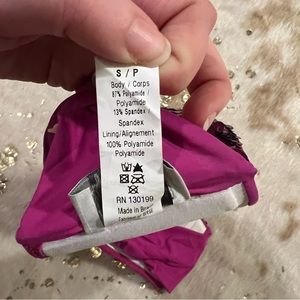 S / P
Body / Corps
87% Polyamide /
Polyamide
13% Spandex /
Spandex
Lining/Alignement
100% Polyamide /
Polyamide
RN 130199
Made in